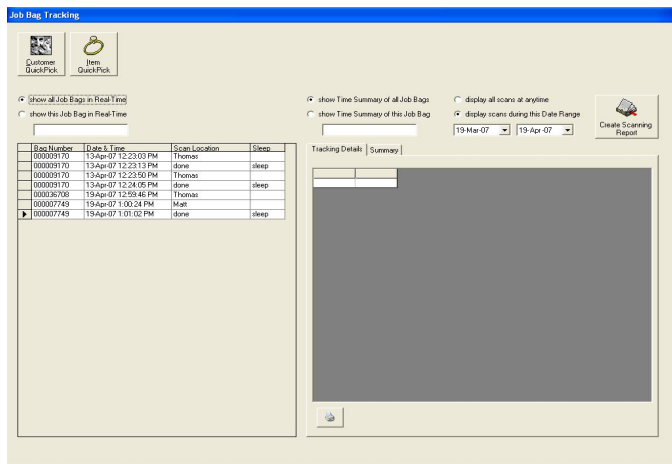 Job Bag Tracking
Customer QuickPick
Item QuickPick
show all Job Bags in Real-Time
show this Job Bag in Real-Time
show Time Summary of all Job Bags
show Time Summary of this Job Bag
display all scans at anytime
display scans during this Date Range
19-Mar-07 19-Apr-07
Create Scanning Report
Bag Number Date & Time Scan Location Sleep
000009170 13-Apr-07 12:23:03 PM Thomas
000009170 13-Apr-07 12:23:13 PM done sleep
000009170 13-Apr-07 12:23:50 PM Thomas
000009170 13-Apr-07 12:24:05 PM done sleep
000036708 19-Apr-07 12:59:46 PM Thomas
000007749 19-Apr-07 1:00:24 PM Matt
000007749 19-Apr-07 1:01:02 PM done sleep
Tracking Details Summary